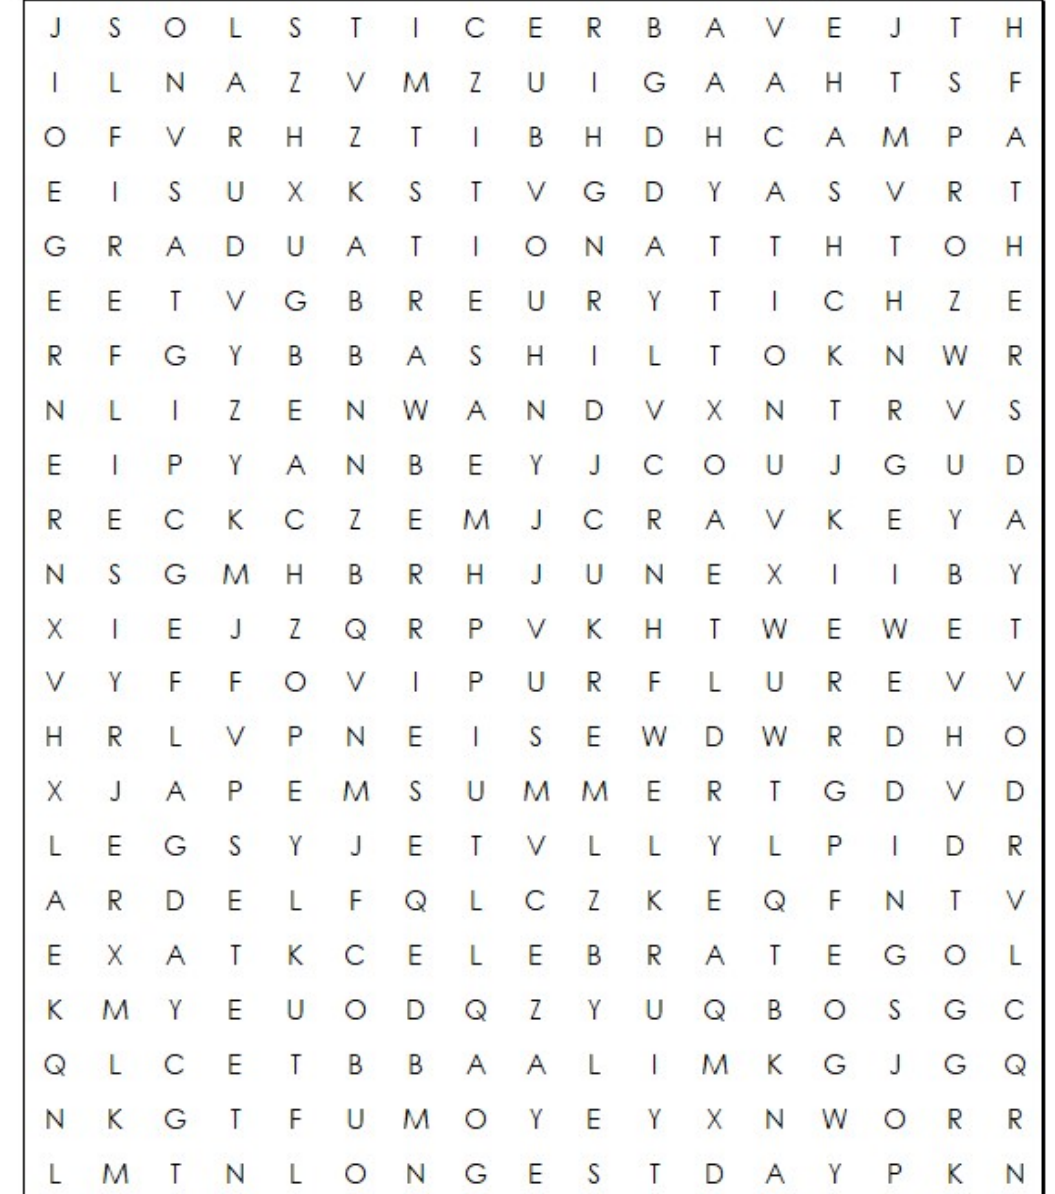 J S O L S T I C E R B A V E J T H
I L N A Z V M Z U I G A A H T S F
O F V R H Z T I B H D H C A M P A
E I S U X K S T V G D Y A S V R T
G R A D U A T I O N A T T H T O H
E E T V G B R E U R Y T I C H Z E
R F G Y B B A S H I L T O K N W R
N L I Z E N W A N D V X N T R V S
E I P Y A N B E Y J C O U J G U D
R E C K C Z E M J C R A V K E Y A
N S G M H B R H J U N E X I I B Y
X I E J Z Q R P V K H T W E W E T
V Y F F O V I P U R F L U R E V V
H R L V P N E I S E W D W R D H O
X J A P E M S U M M E R T G D V D
L E G S Y J E T V L L Y L P I D R
A R D E L F Q L C Z K E Q F N T V
E X A T K C E L E B R A T E G O L
K M Y E U O D Q Z Y U Q B O S G C
Q L C E T B B A A L I M K G J G Q
N K G T F U M O Y E Y X N W O R R
L M T N L O N G E S T D A Y P K N